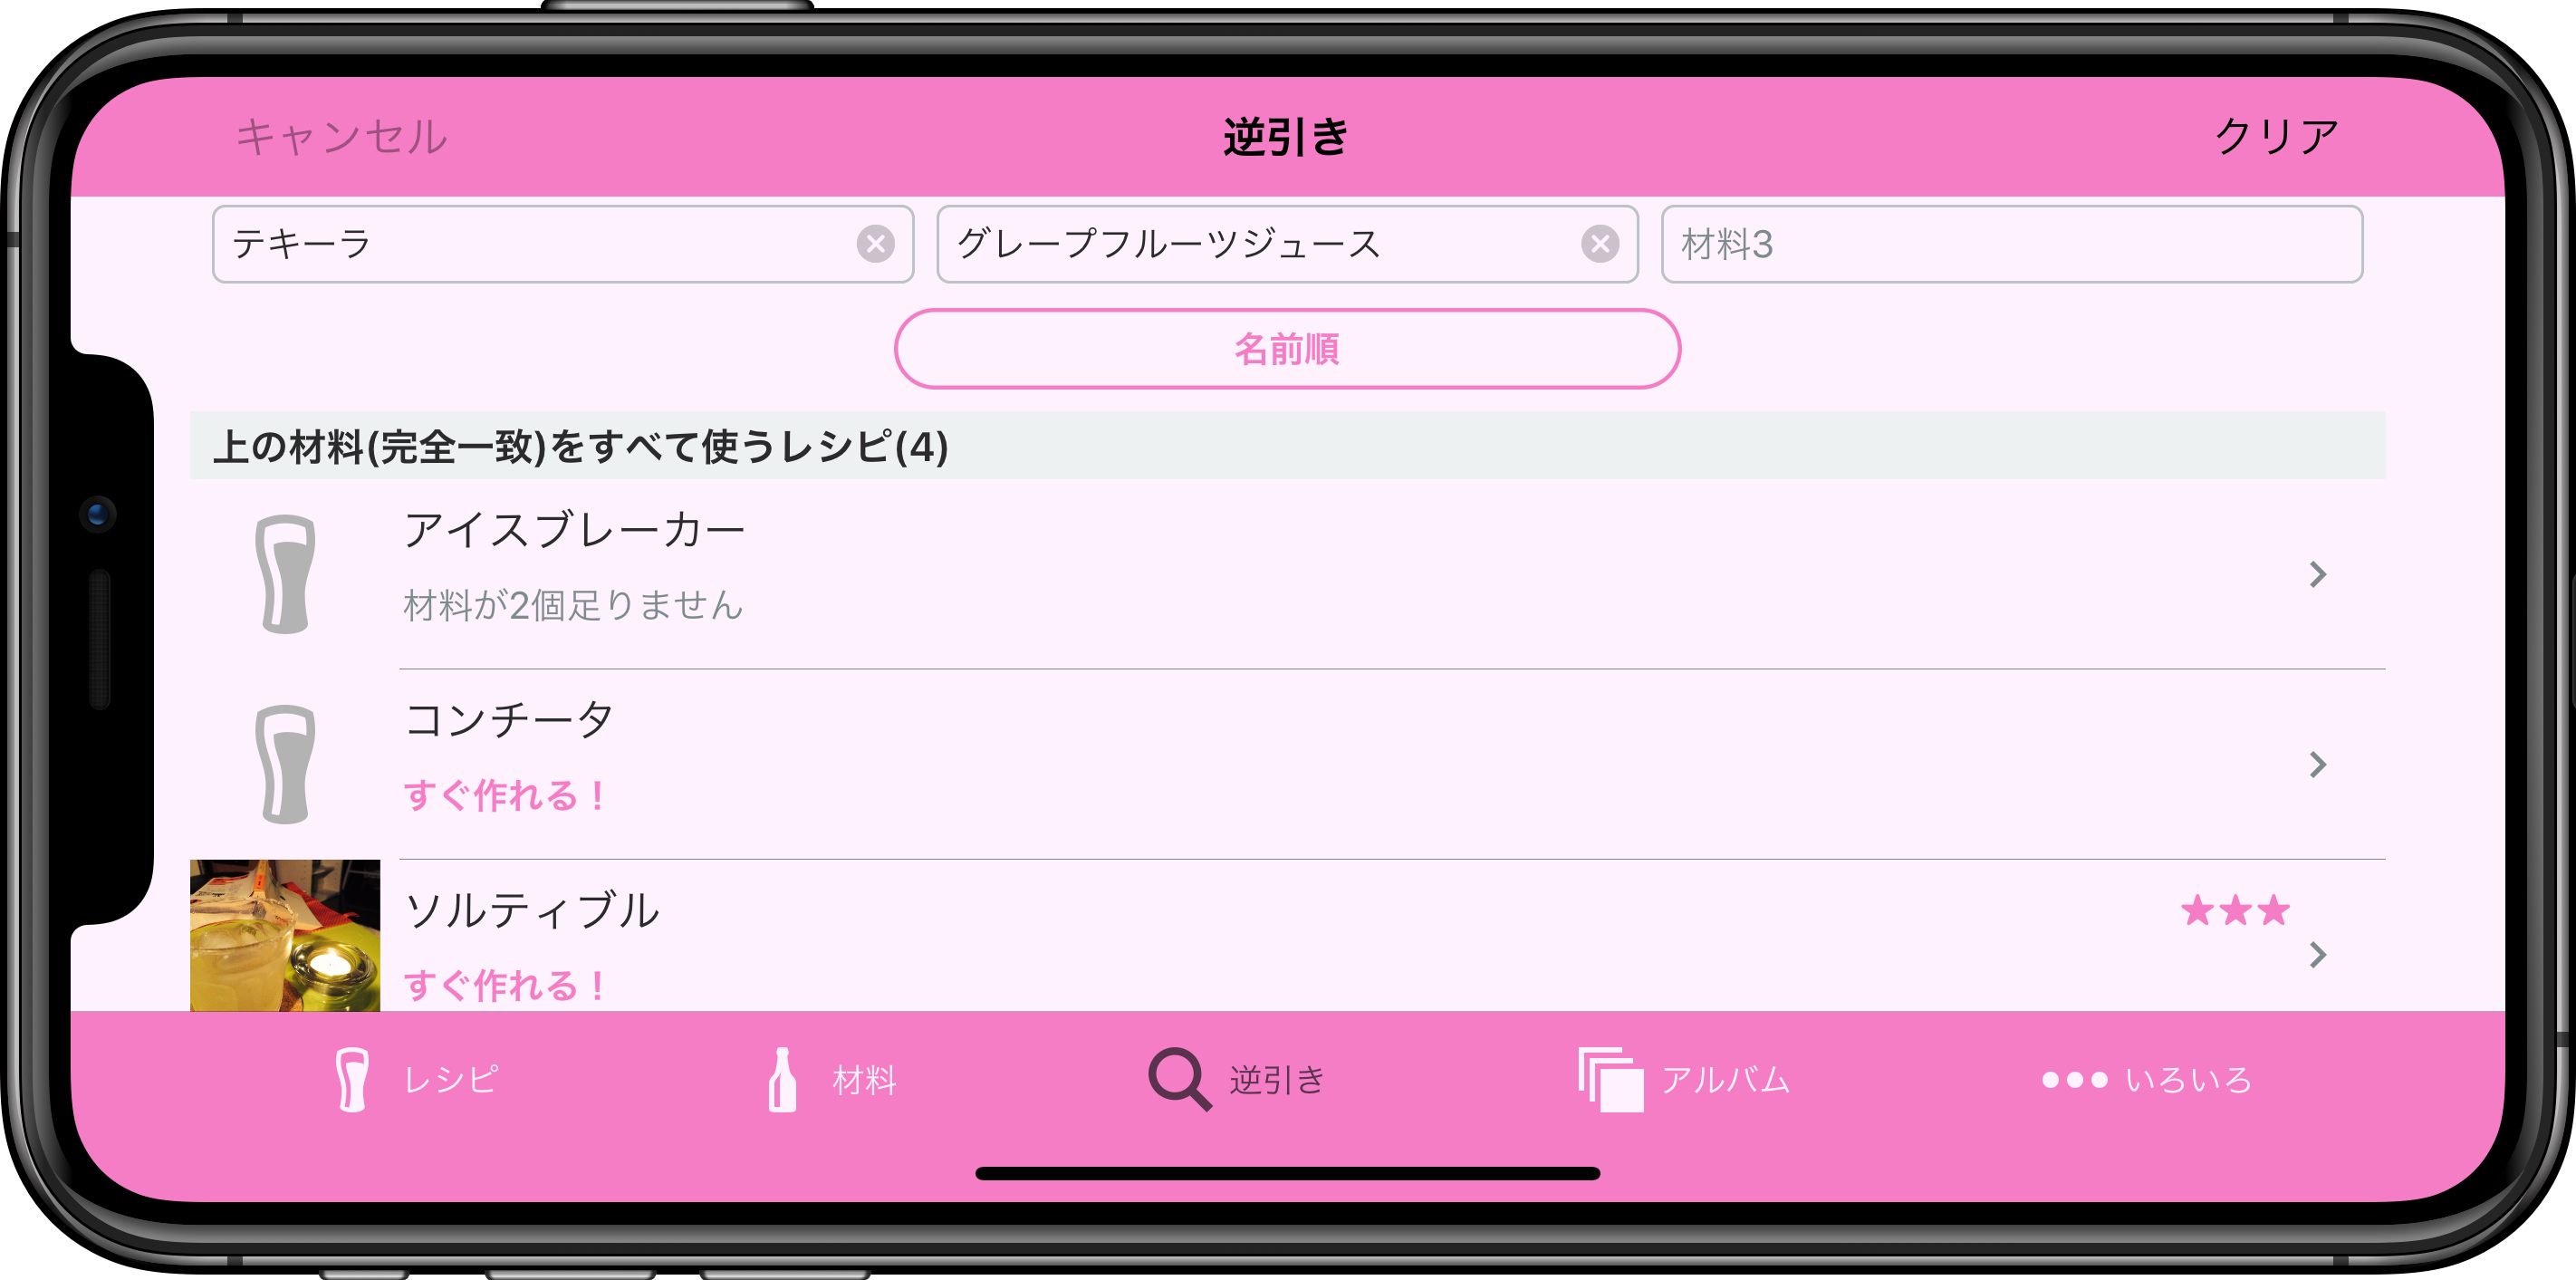 キャンセル 逆引き クリア
テキーラ グレープフルーツジュース 材料3
名前順
上の材料(完全一致)をすべて使うレシピ(4)
アイスブレーカー
材料が2個足りません
コンチータ
すぐ作れる！
ソルティブル ★★★
すぐ作れる！
レシピ 材料 逆引き アルバム いろいろ